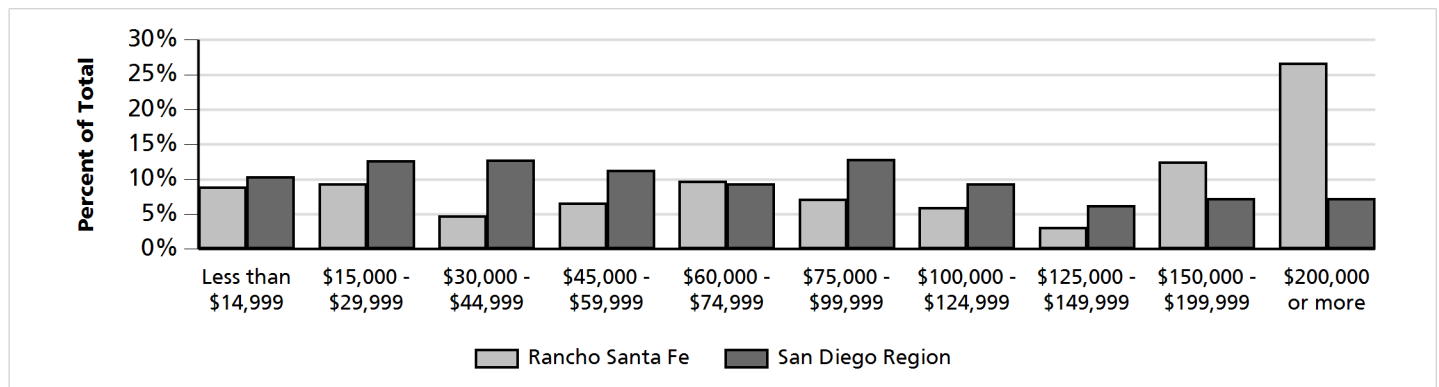 Percent of Total
30%
25%
20%
15%
10%
5%
0%
Less than $14,999
$15,000 - $29,999
$30,000 - $44,999
$45,000 - $59,999
$60,000 - $74,999
$75,000 - $99,999
$100,000 - $124,999
$125,000 - $149,999
$150,000 - $199,999
$200,000 or more
Rancho Santa Fe
San Diego Region